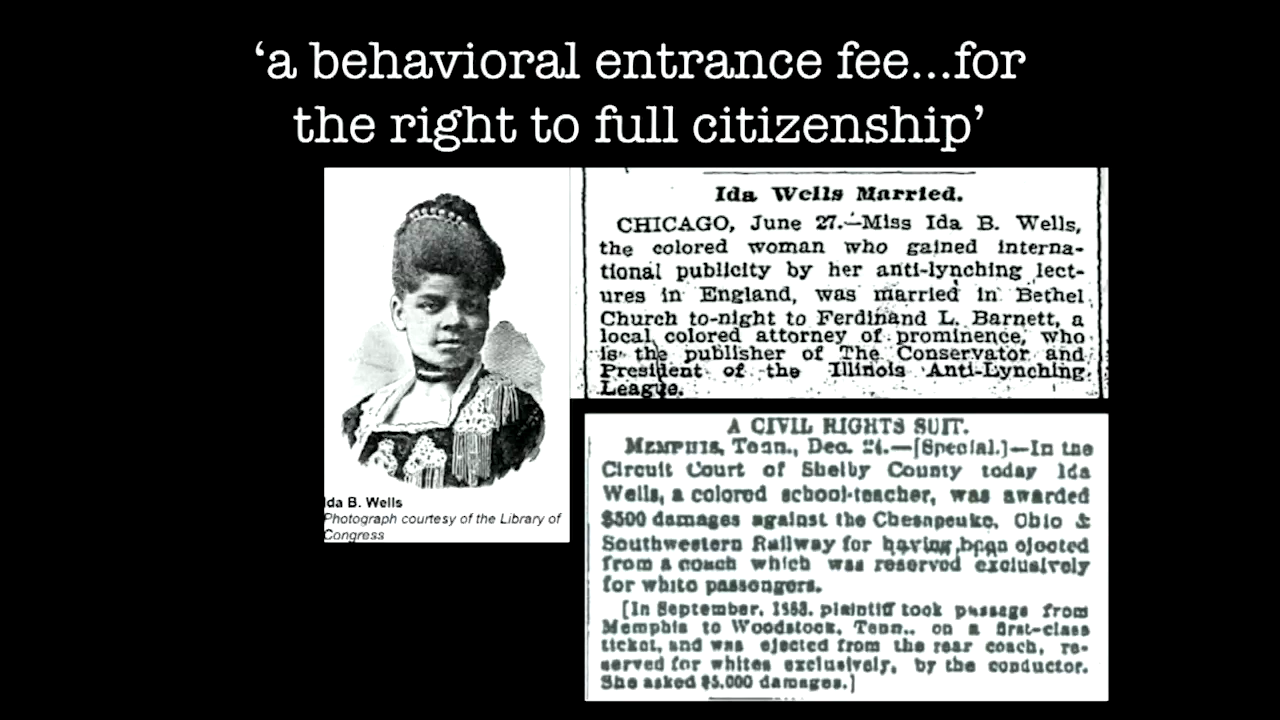 ‘a behavioral entrance fee...for
the right to full citizenship’
Ida B. Wells
Photograph courtesy of the Library of
Congress
Ida Wells Married.
CHICAGO, June 27.—Miss Ida B. Wells,
the colored woman who gained interna-
tional publicity by her anti-lynching lect-
ures in England, was married in Bethel
Church to-night to Ferdinand L. Barnett, a
local colored attorney of prominence, who
is the publisher of The Conservator and
President of the Illinois Anti-Lynching
League.
A CIVIL RIGHTS SUIT.
MEMPHIS, Tenn., Dec. 24.—[Special.]—In the
Circuit Court of Shelby County today Ida
Wells, a colored school-teacher, was awarded
$500 damages against the Chesapeake, Ohio &
Southwestern Railway for having been ejected
from a coach which was reserved exclusively
for white passengers.
[In September, plaintiff took passage from
Memphis to Woodstock, Tenn., on a first-class
ticket, and was ejected from the rear coach, re-
served for whites exclusively, by the conductor.
She asked $5,000 damages.]